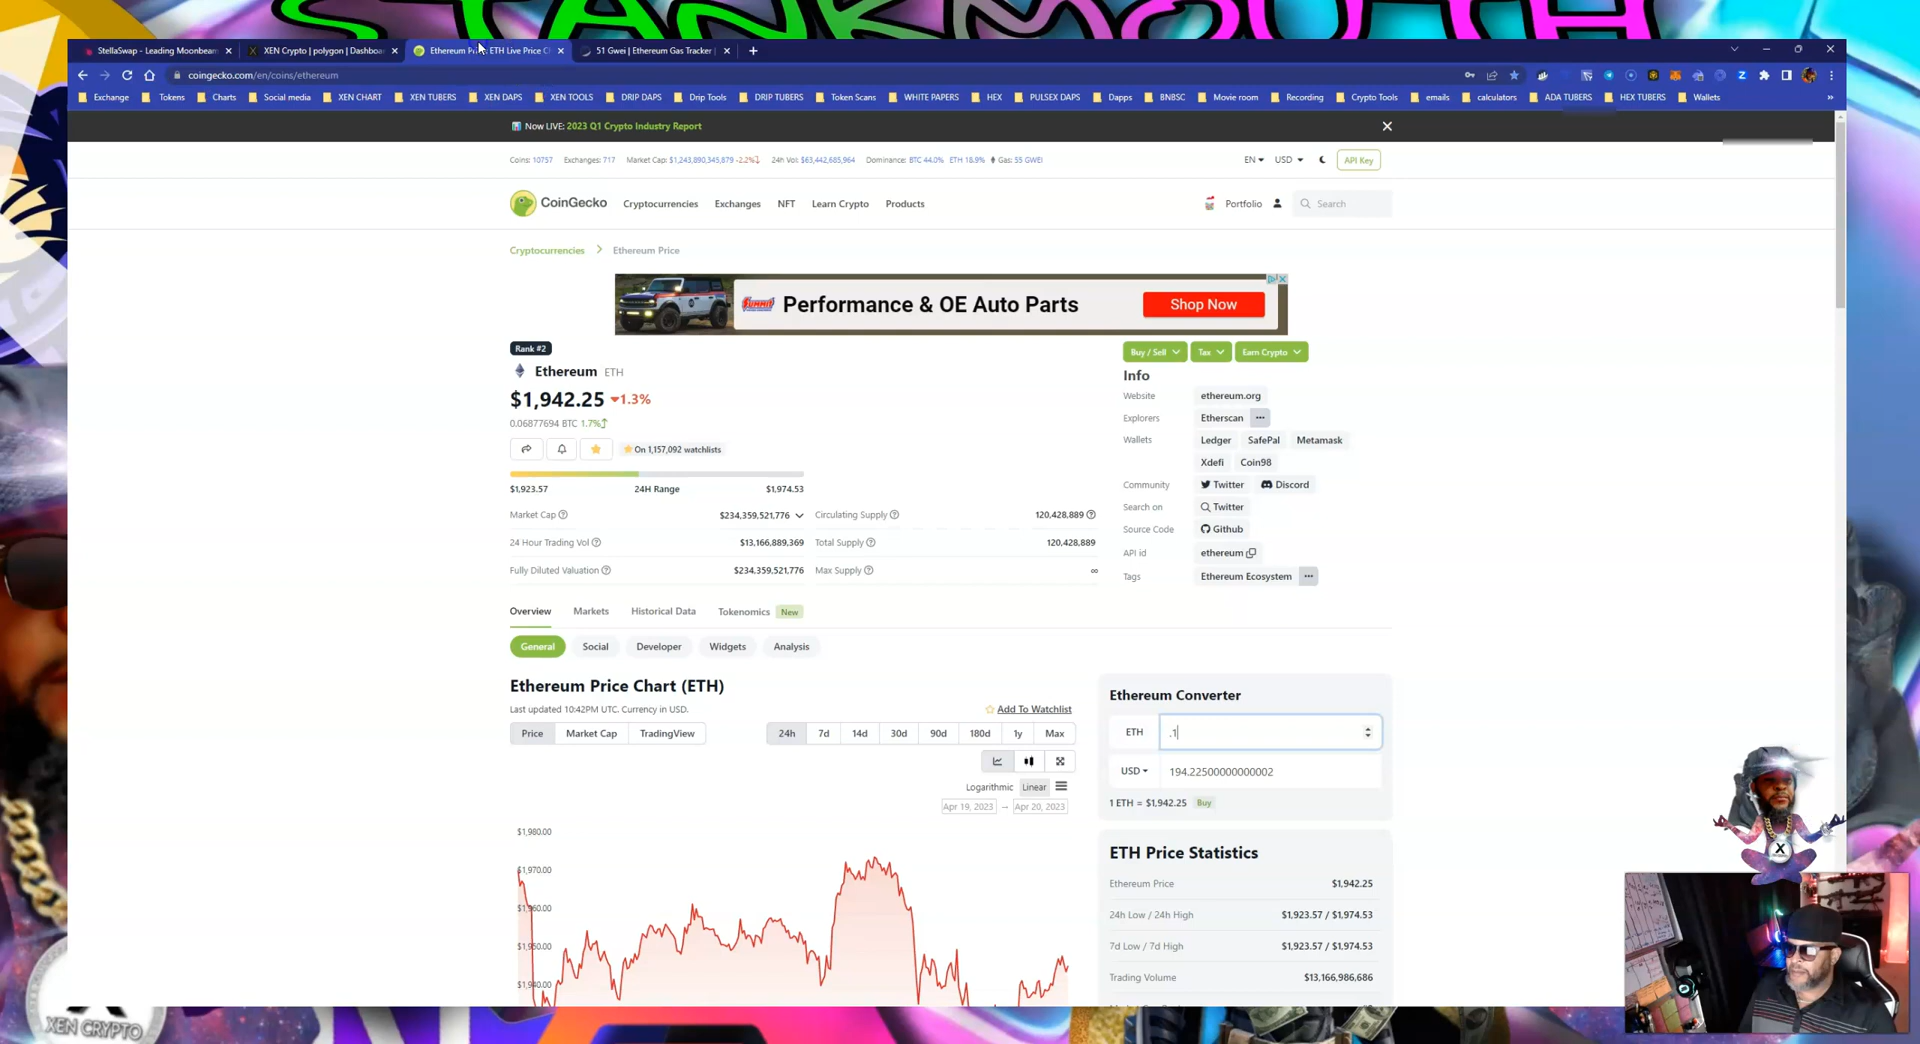 STANKMOUTH
StellaSwap - Leading Moonbeam
XEN Crypto | polygon | Dashboa
Ethereum Pri ETH Live Price C
51 Gwei | Ethereum Gas Tracker |
coingecko.com/en/coins/ethereum
Exchange Tokens Charts Social media XEN CHART XEN TUBERS XEN DAPS XEN TOOLS DRIP DAPS Drip Tools DRIP TUBERS Token Scans WHITE PAPERS HEX PULSEX DAPS Dapps BNBSC Movie room Recording Crypto Tools emails calculators ADA TUBERS HEX TUBERS Wallets »
Now LIVE: 2023 Q1 Crypto Industry Report
Coins: 10757 Exchanges: 717 Market Cap: $1,243,890,345,879 -2.2% 24h Vol: $63,442,685,964 Dominance: BTC 44.0% ETH 18.9% Gas: 55 GWEI
EN USD API Key
CoinGecko Cryptocurrencies Exchanges NFT Learn Crypto Products
Portfolio Search
Cryptocurrencies > Ethereum Price
SUMMIT Performance & OE Auto Parts Shop Now
Rank #2
Ethereum ETH
$1,942.25 1.3%
0.06877694 BTC 1.7%
On 1,157,092 watchlists
$1,923.57 24H Range $1,974.53
Market Cap $234,359,521,776
Circulating Supply 120,428,889
24 Hour Trading Vol $13,166,889,369
Total Supply 120,428,889
Fully Diluted Valuation $234,359,521,776
Max Supply ∞
Buy / Sell Tax Earn Crypto
Info
Website ethereum.org
Explorers Etherscan ...
Wallets Ledger SafePal Metamask
Xdefi Coin98
Community Twitter Discord
Search on Twitter
Source Code Github
API id ethereum
Tags Ethereum Ecosystem ...
Overview Markets Historical Data Tokenomics New
General Social Developer Widgets Analysis
Ethereum Price Chart (ETH)
Last updated 10:42PM UTC. Currency in USD.
Add To Watchlist
Price Market Cap TradingView
24h 7d 14d 30d 90d 180d 1y Max
Logarithmic Linear
Apr 19, 2023 → Apr 20, 2023
$1,980.00
$1,970.00
$1,960.00
$1,950.00
$1,940.00
Ethereum Converter
ETH .1
USD 194.22500000000002
1 ETH = $1,942.25 Buy
ETH Price Statistics
Ethereum Price $1,942.25
24h Low / 24h High $1,923.57 / $1,974.53
7d Low / 7d High $1,923.57 / $1,974.53
Trading Volume $13,166,986,686
X
XEN CRYPTO